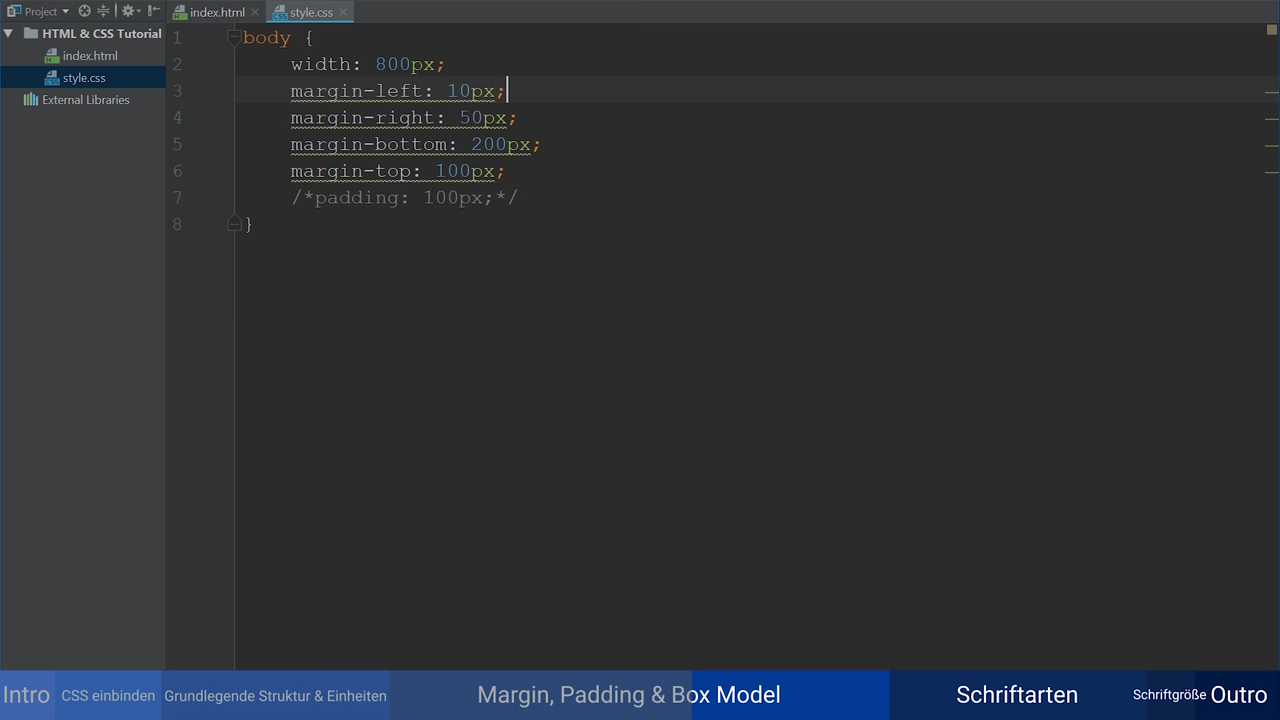 Project
index.html
style.css
HTML & CSS Tutorial
index.html
style.css
External Libraries
1 body {
2 width: 800px;
3 margin-left: 10px;
4 margin-right: 50px;
5 margin-bottom: 200px;
6 margin-top: 100px;
7 /*padding: 100px;*/
8 }
Intro CSS einbinden Grundlegende Struktur & Einheiten Margin, Padding & Box Model Schriftarten Schriftgröße Outro